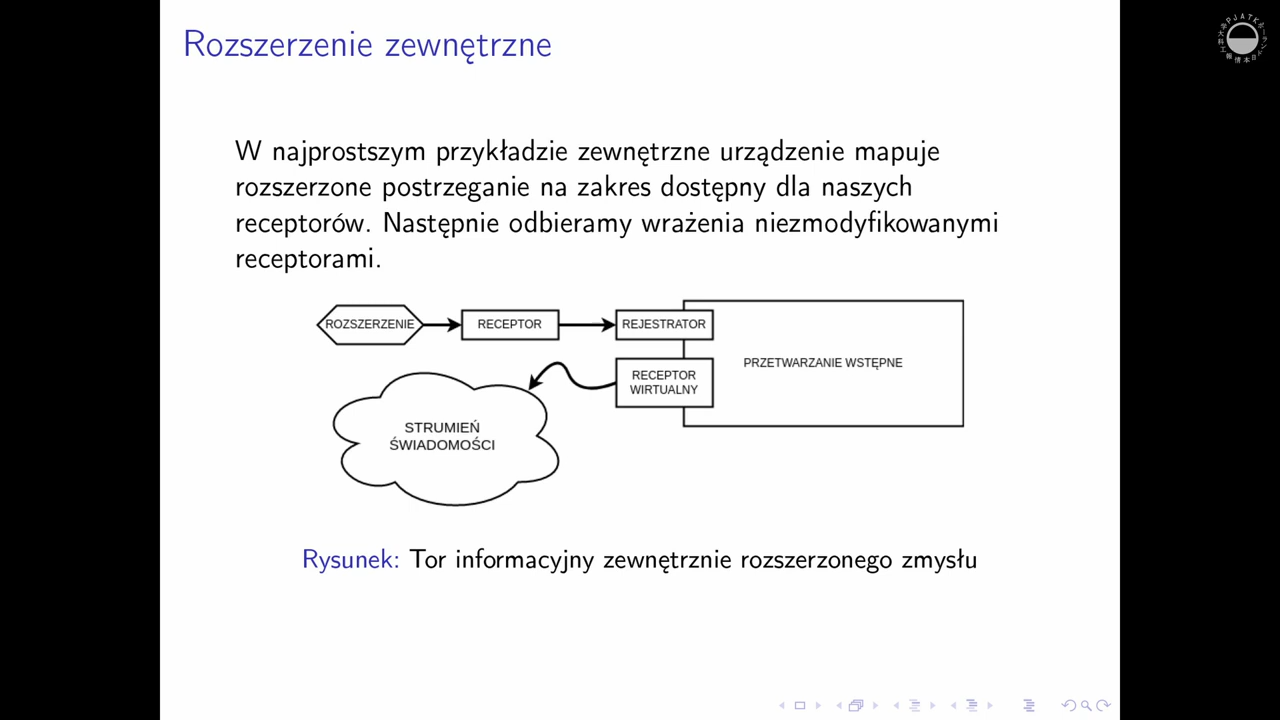 Rozszerzenie zewnętrzne
W najprostszym przykładzie zewnętrzne urządzenie mapuje
rozszerzone postrzeganie na zakres dostępny dla naszych
receptorów. Następnie odbieramy wrażenia niezmodyfikowanymi
receptorami.
ROZSZERZENIE
RECEPTOR
REJESTRATOR
PRZETWARZANIE WSTĘPNE
RECEPTOR
WIRTUALNY
STRUMIEŃ
ŚWIADOMOŚCI
Rysunek: Tor informacyjny zewnętrznie rozszerzonego zmysłu